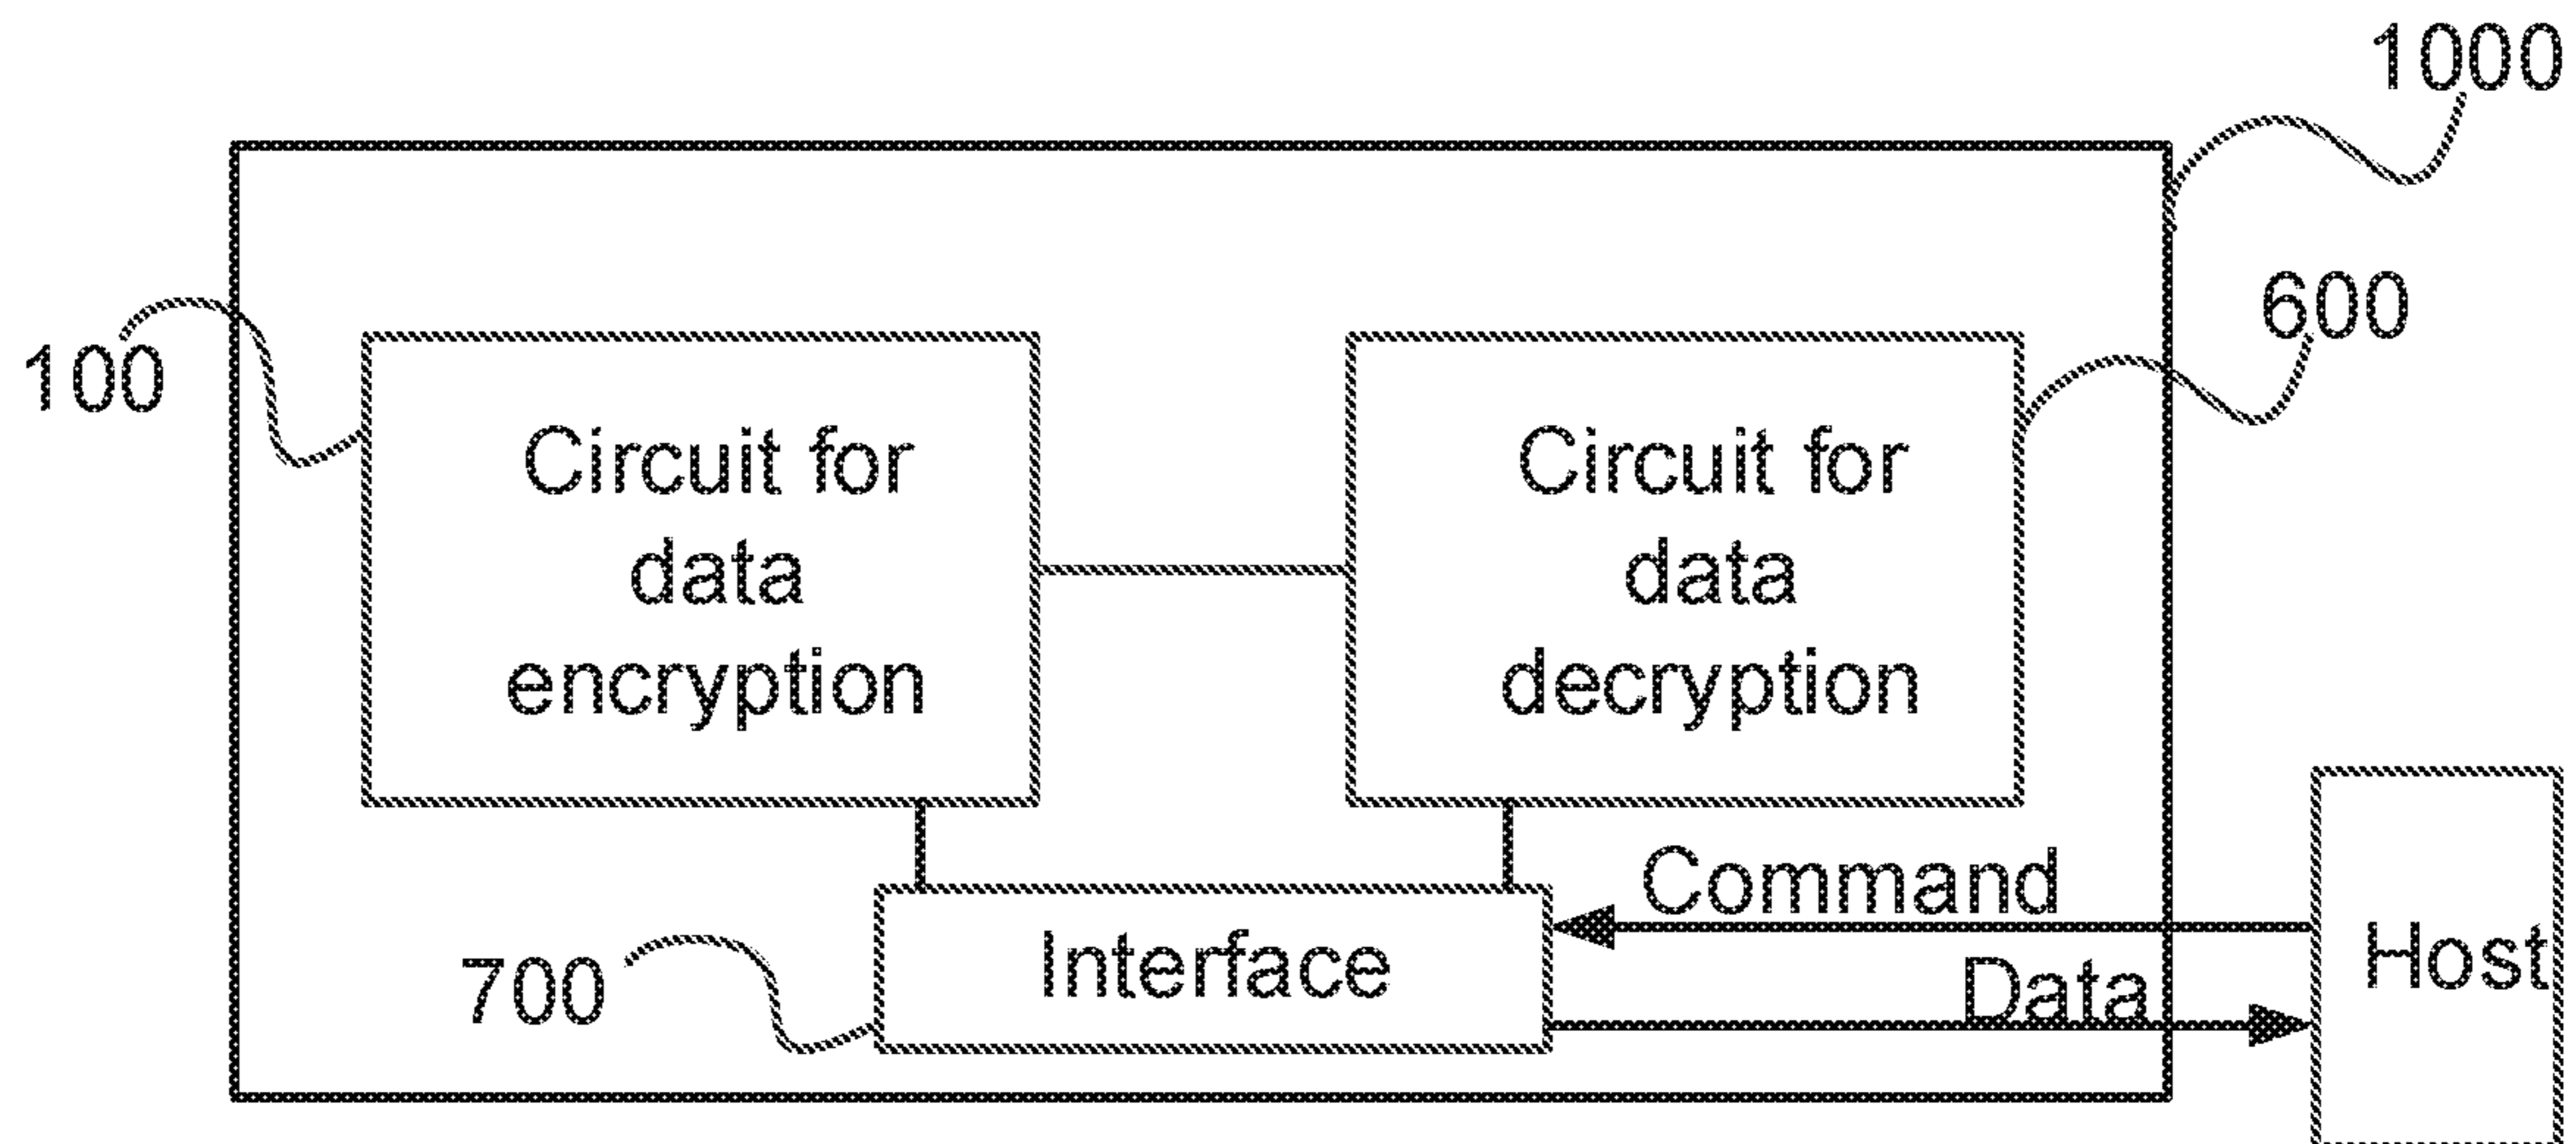 1000
600
100
Circuit for
data
encryption
Circuit for
data
decryption
Command
Interface
Data
Host
700